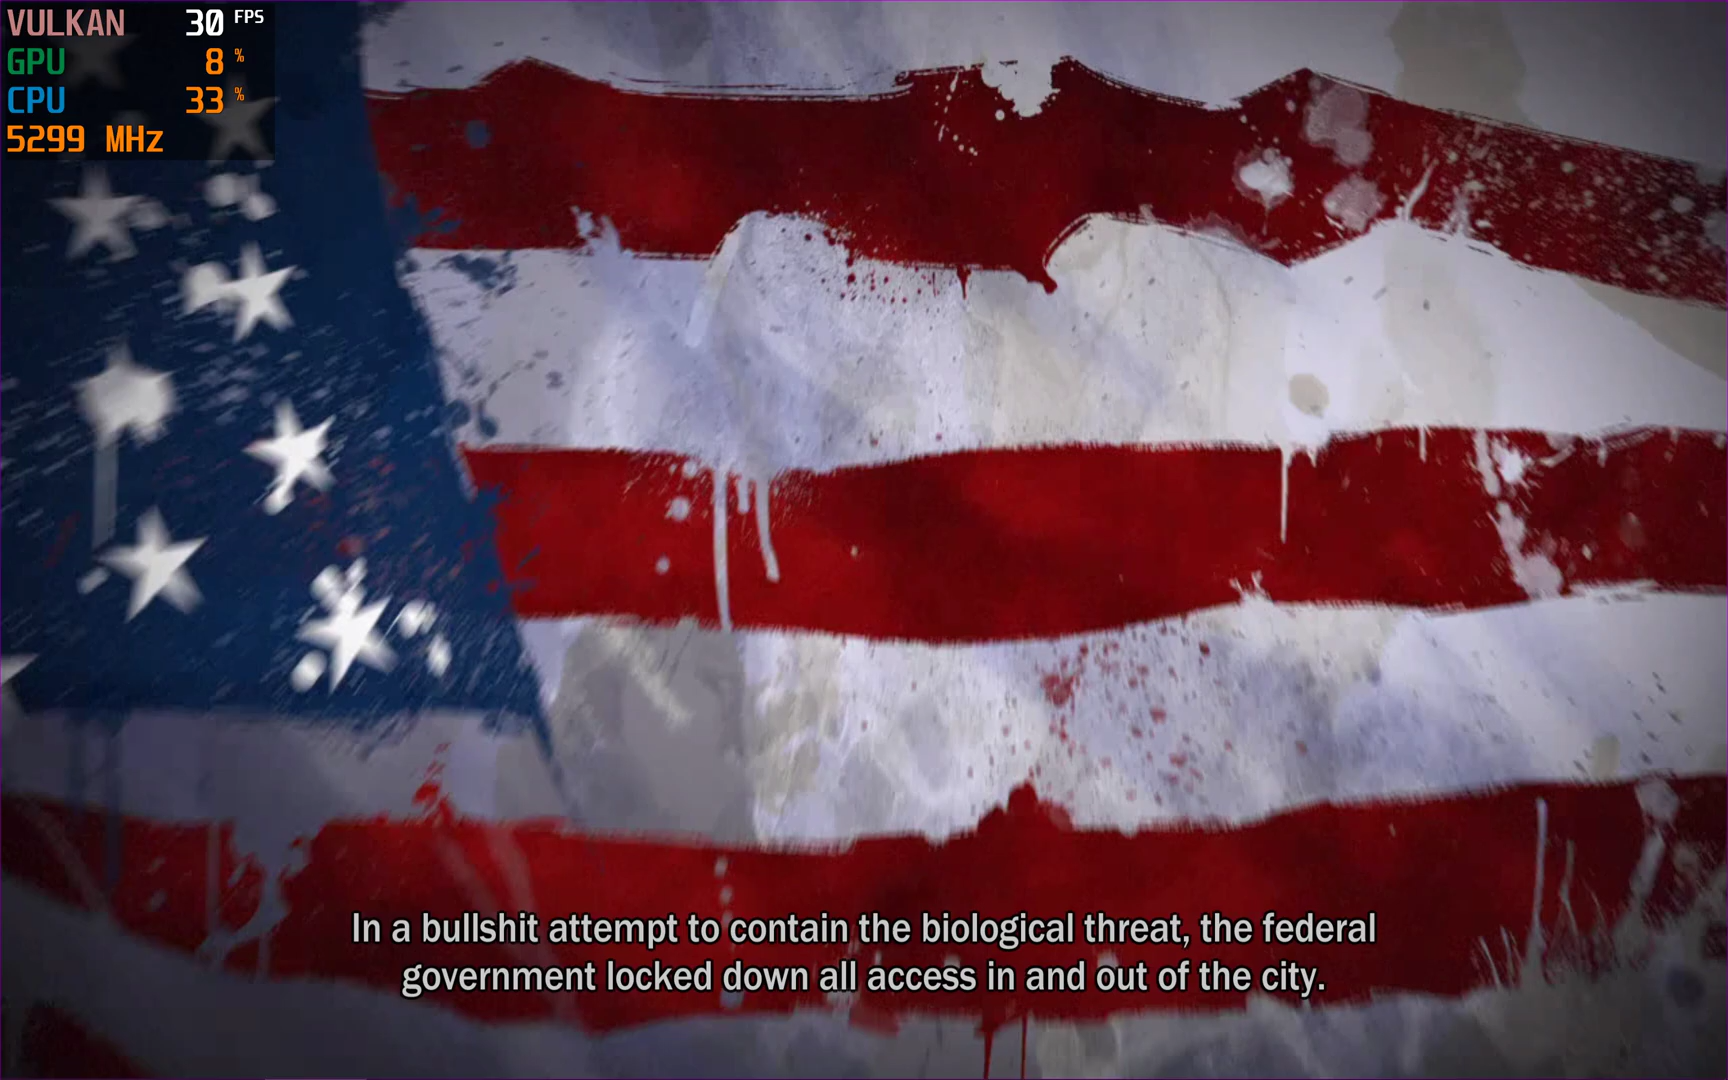 VULKAN 30 FPS
GPU 8 %
CPU 33 %
5299 MHz
In a bullshit attempt to contain the biological threat, the federal
government locked down all access in and out of the city.